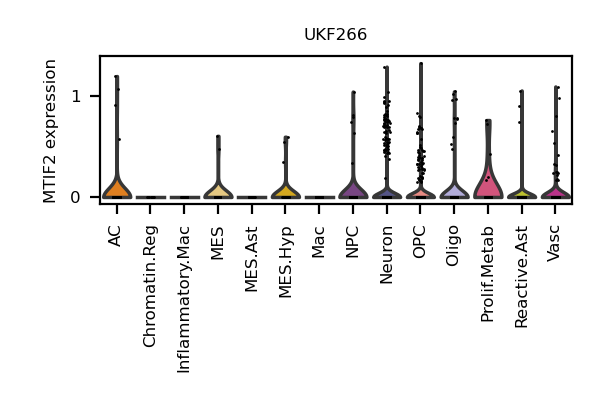 UKF266
MTIF2 expression
1
0
AC
Chromatin.Reg
Inflammatory.Mac
MES
MES.Ast
MES.Hyp
Mac
NPC
Neuron
OPC
Oligo
Prolif.Metab
Reactive.Ast
Vasc